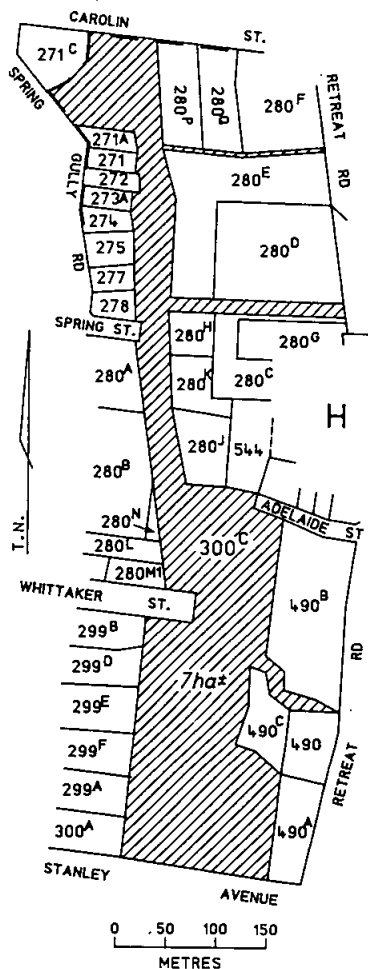 CAROLIN ST.
271C
SPRING GULLY RD
280P
280Q
280F
RETREAT RD
271A
271
272
273A
274
275
277
278
280E
280D
SPRING ST.
280H
280G
280A
280K
280C
H
280J
544
280B
T.N.
280N
280L
280M1
300C
ADELAIDE ST
WHITTAKER ST.
490B
299B
299D
7ha±
299E
490C
490
299F
299A
490A
RETREAT RD
300A
STANLEY AVENUE
0 50 100 150
METRES